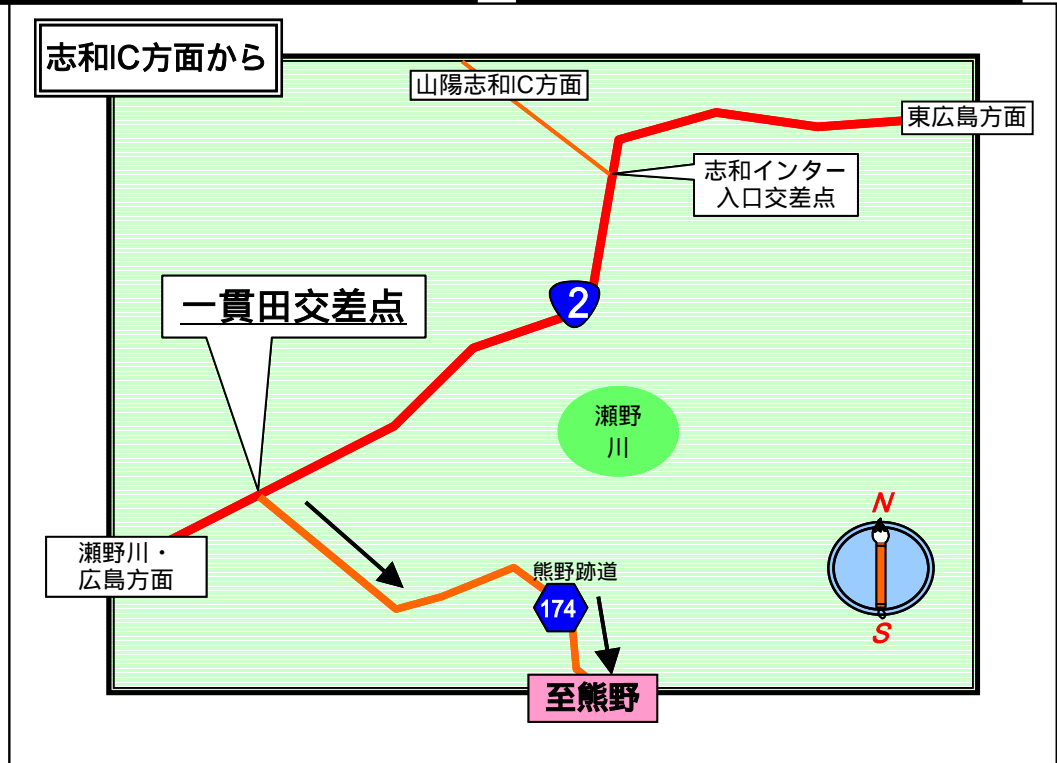 志和IC方面から
山陽志和IC方面
東広島方面
志和インター
入口交差点
一貫田交差点
2
瀬野
川
瀬野川・
広島方面
熊野跡道
174
至熊野
N
S